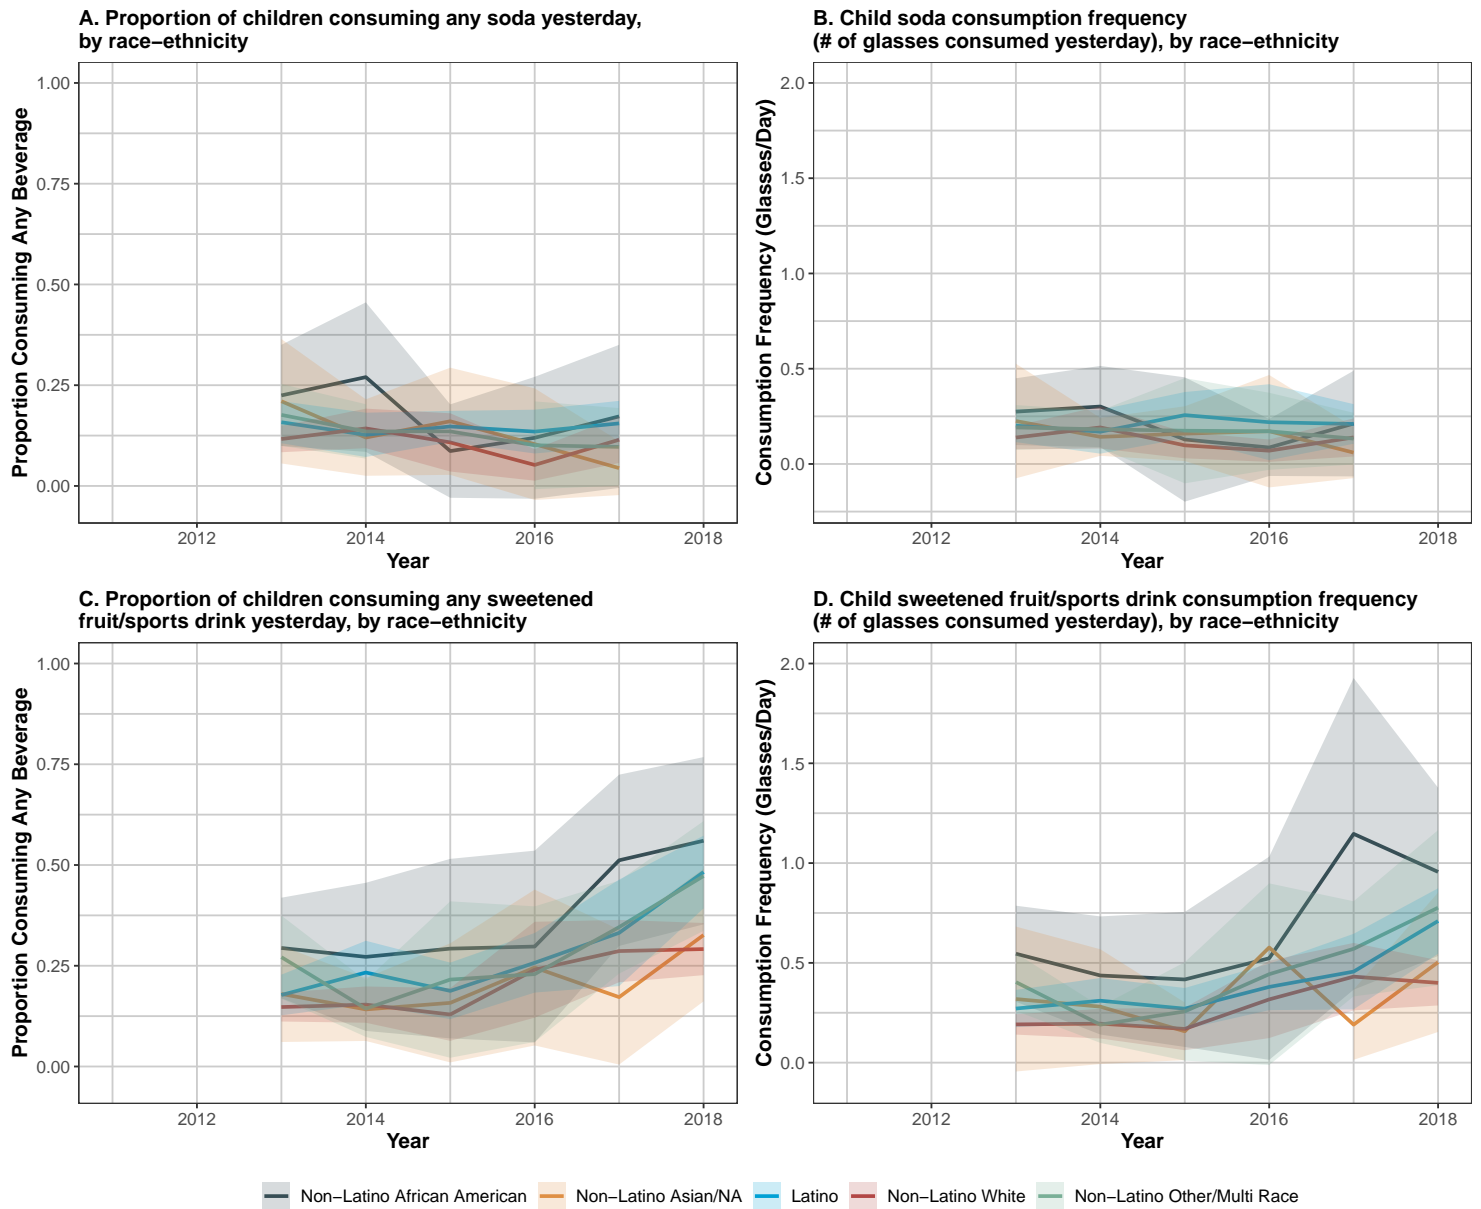 A. Proportion of children consuming any soda yesterday,
by race−ethnicity
1.00
0.75
0.50
0.25
0.00
2012
2014
2016
2018
Year
Proportion Consuming Any Beverage
B. Child soda consumption frequency
(# of glasses consumed yesterday), by race−ethnicity
2.0
1.5
1.0
0.5
0.0
2012
2014
2016
2018
Year
Consumption Frequency (Glasses/Day)
C. Proportion of children consuming any sweetened
fruit/sports drink yesterday, by race−ethnicity
1.00
0.75
0.50
0.25
0.00
2012
2014
2016
2018
Year
Proportion Consuming Any Beverage
D. Child sweetened fruit/sports drink consumption frequency
(# of glasses consumed yesterday), by race−ethnicity
2.0
1.5
1.0
0.5
0.0
2012
2014
2016
2018
Year
Consumption Frequency (Glasses/Day)
Non−Latino African American
Non−Latino Asian/NA
Latino
Non−Latino White
Non−Latino Other/Multi Race